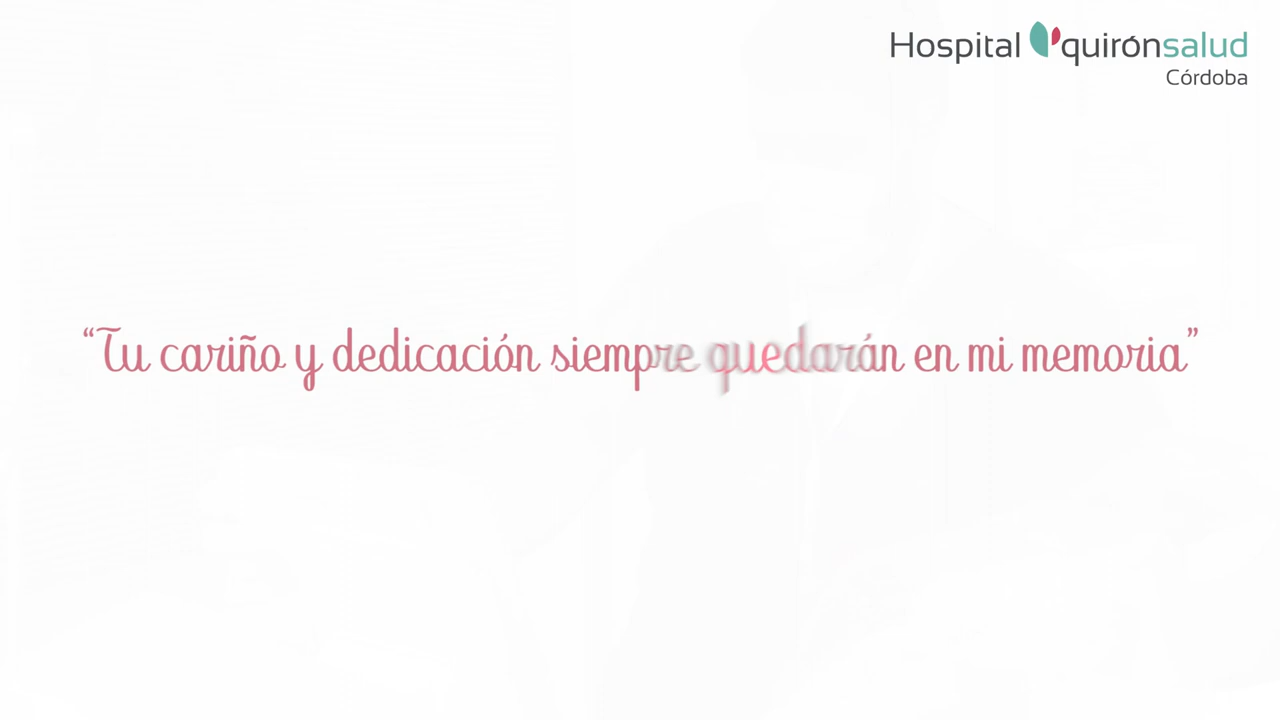 Hospital quirónsalud
Córdoba
“Tu cariño y dedicación siempre quedarán en mi memoria”